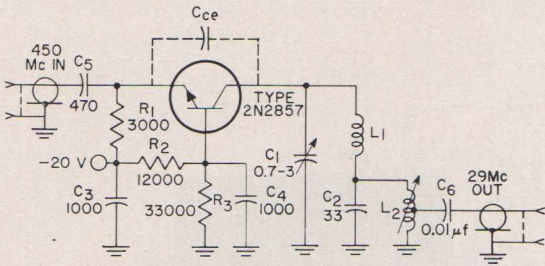 Cce
450
Mc IN
C5
470
TYPE
2N2857
R1
3000
R2
12000
-20 V
C3
1000
33000
R3
C4
1000
C1
0.7-3
L1
C2
33
L2
C6
0.01μf
29Mc
OUT